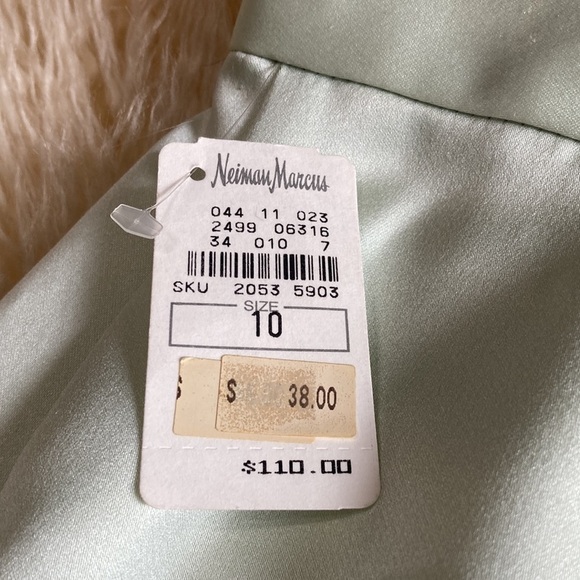 Neiman Marcus
044 11 023
2499 06316
34 010 7
SKU 2053 5903
SIZE
10
$ $ 38.00
$110.00